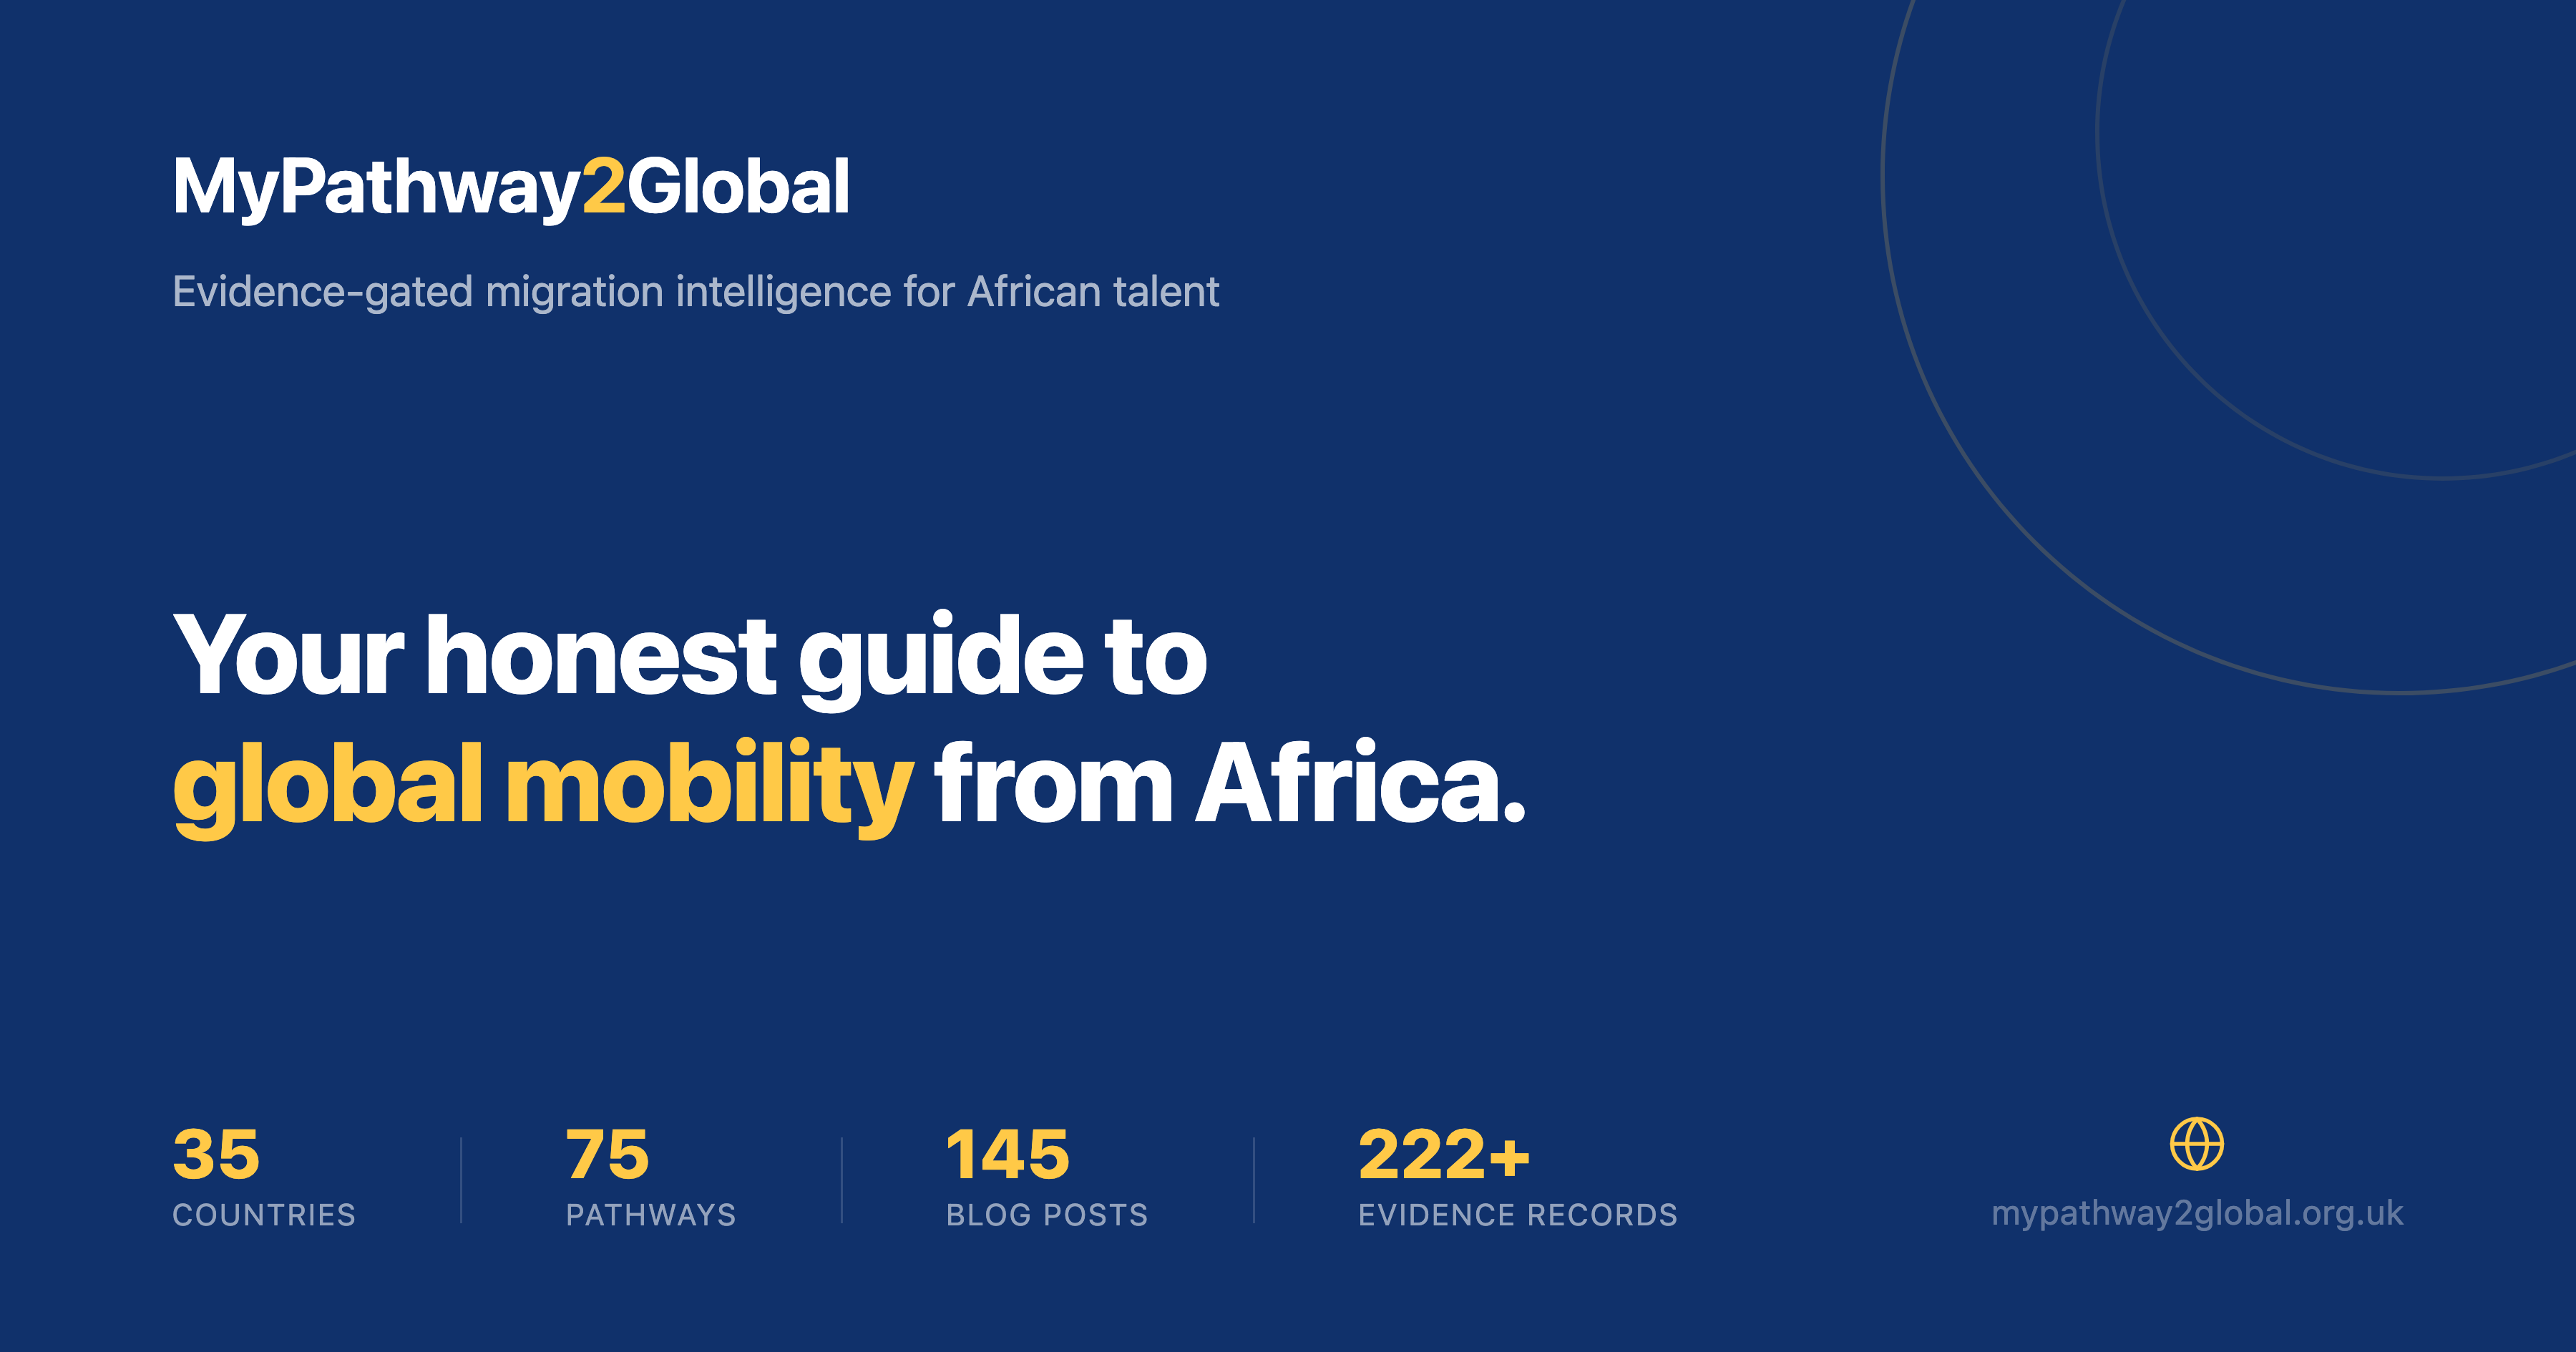 MyPathway2Global
Evidence-gated migration intelligence for African talent
Your honest guide to
global mobility from Africa.
35
COUNTRIES
75
PATHWAYS
145
BLOG POSTS
222+
EVIDENCE RECORDS
mypathway2global.org.uk